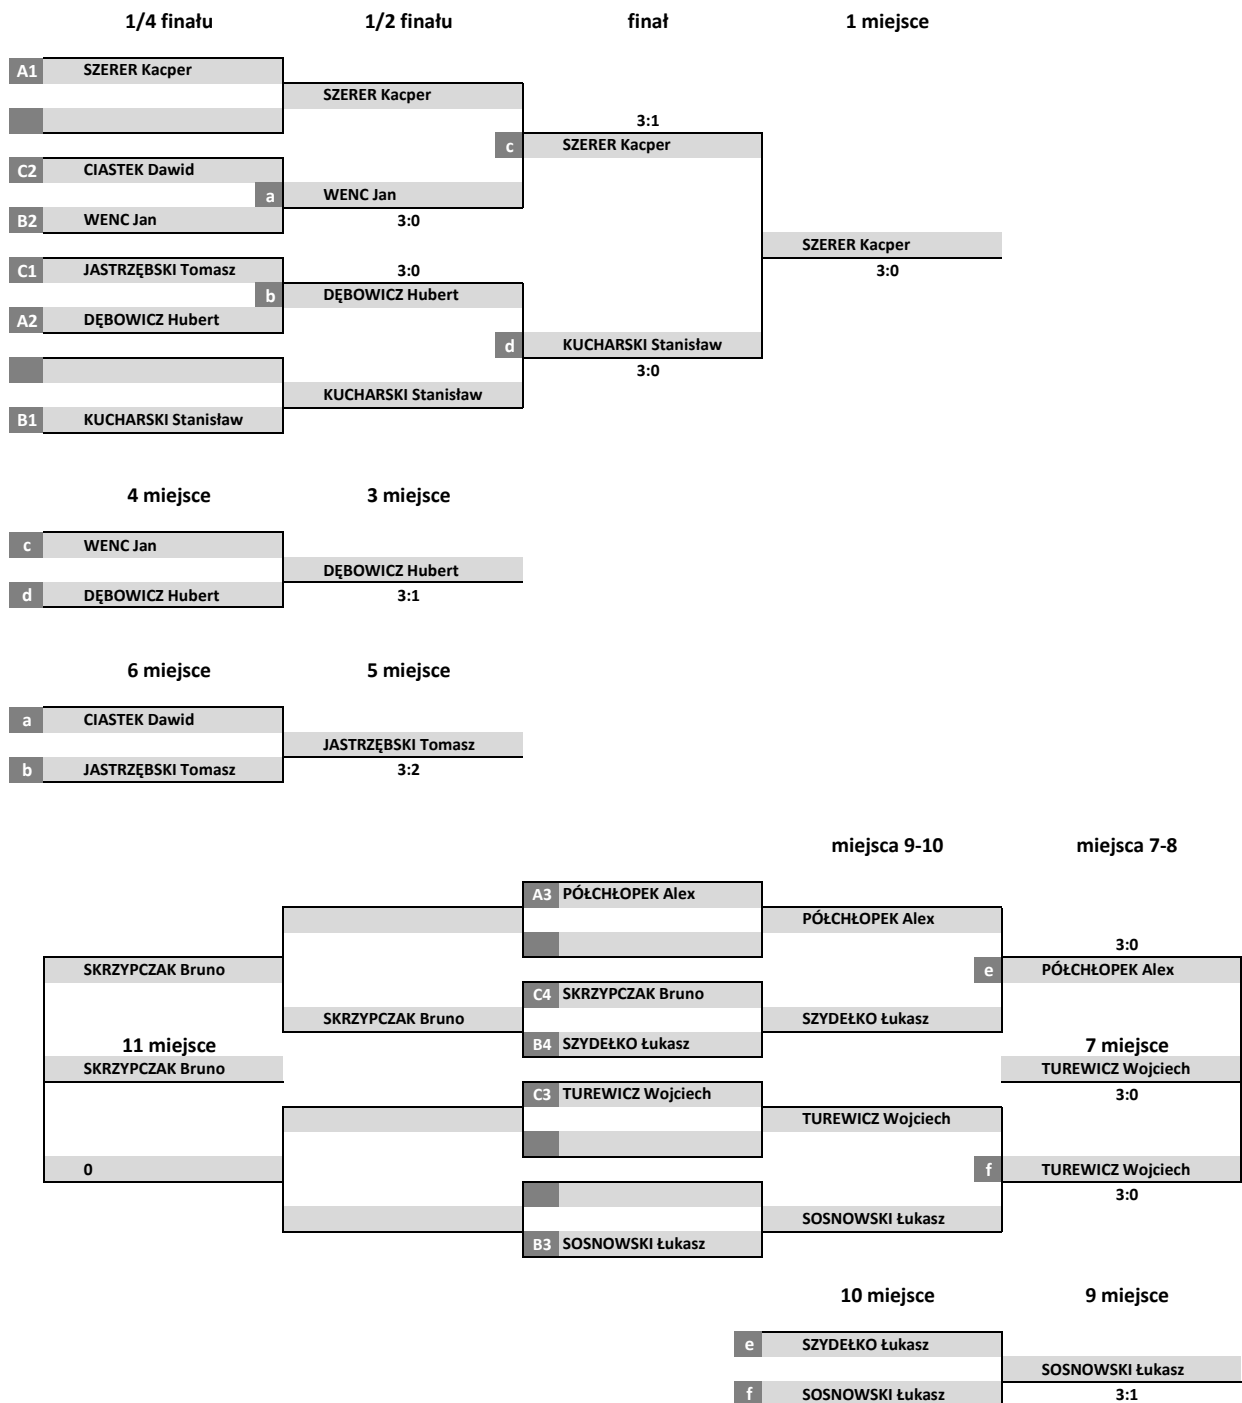 1/4 finału 1/2 finału finał 1 miejsce
A1 SZERER Kacper
SZERER Kacper
3:1
c SZERER Kacper
C2 CIASTEK Dawid
a WENC Jan
B2 WENC Jan 3:0
SZERER Kacper
C1 JASTRZĘBSKI Tomasz 3:0 3:0
b DĘBOWICZ Hubert
A2 DĘBOWICZ Hubert
d KUCHARSKI Stanisław
3:0
KUCHARSKI Stanisław
B1 KUCHARSKI Stanisław
4 miejsce 3 miejsce
c WENC Jan
DĘBOWICZ Hubert
d DĘBOWICZ Hubert 3:1
6 miejsce 5 miejsce
a CIASTEK Dawid
JASTRZĘBSKI Tomasz
b JASTRZĘBSKI Tomasz 3:2
miejsca 9-10 miejsca 7-8
A3 PÓŁCHŁOPEK Alex
PÓŁCHŁOPEK Alex
3:0
SKRZYPCZAK Bruno e PÓŁCHŁOPEK Alex
C4 SKRZYPCZAK Bruno
SKRZYPCZAK Bruno SZYDEŁKO Łukasz
11 miejsce B4 SZYDEŁKO Łukasz 7 miejsce
SKRZYPCZAK Bruno TUREWICZ Wojciech
C3 TUREWICZ Wojciech 3:0
TUREWICZ Wojciech
0 f TUREWICZ Wojciech
3:0
SOSNOWSKI Łukasz
B3 SOSNOWSKI Łukasz
10 miejsce 9 miejsce
e SZYDEŁKO Łukasz
SOSNOWSKI Łukasz
f SOSNOWSKI Łukasz 3:1